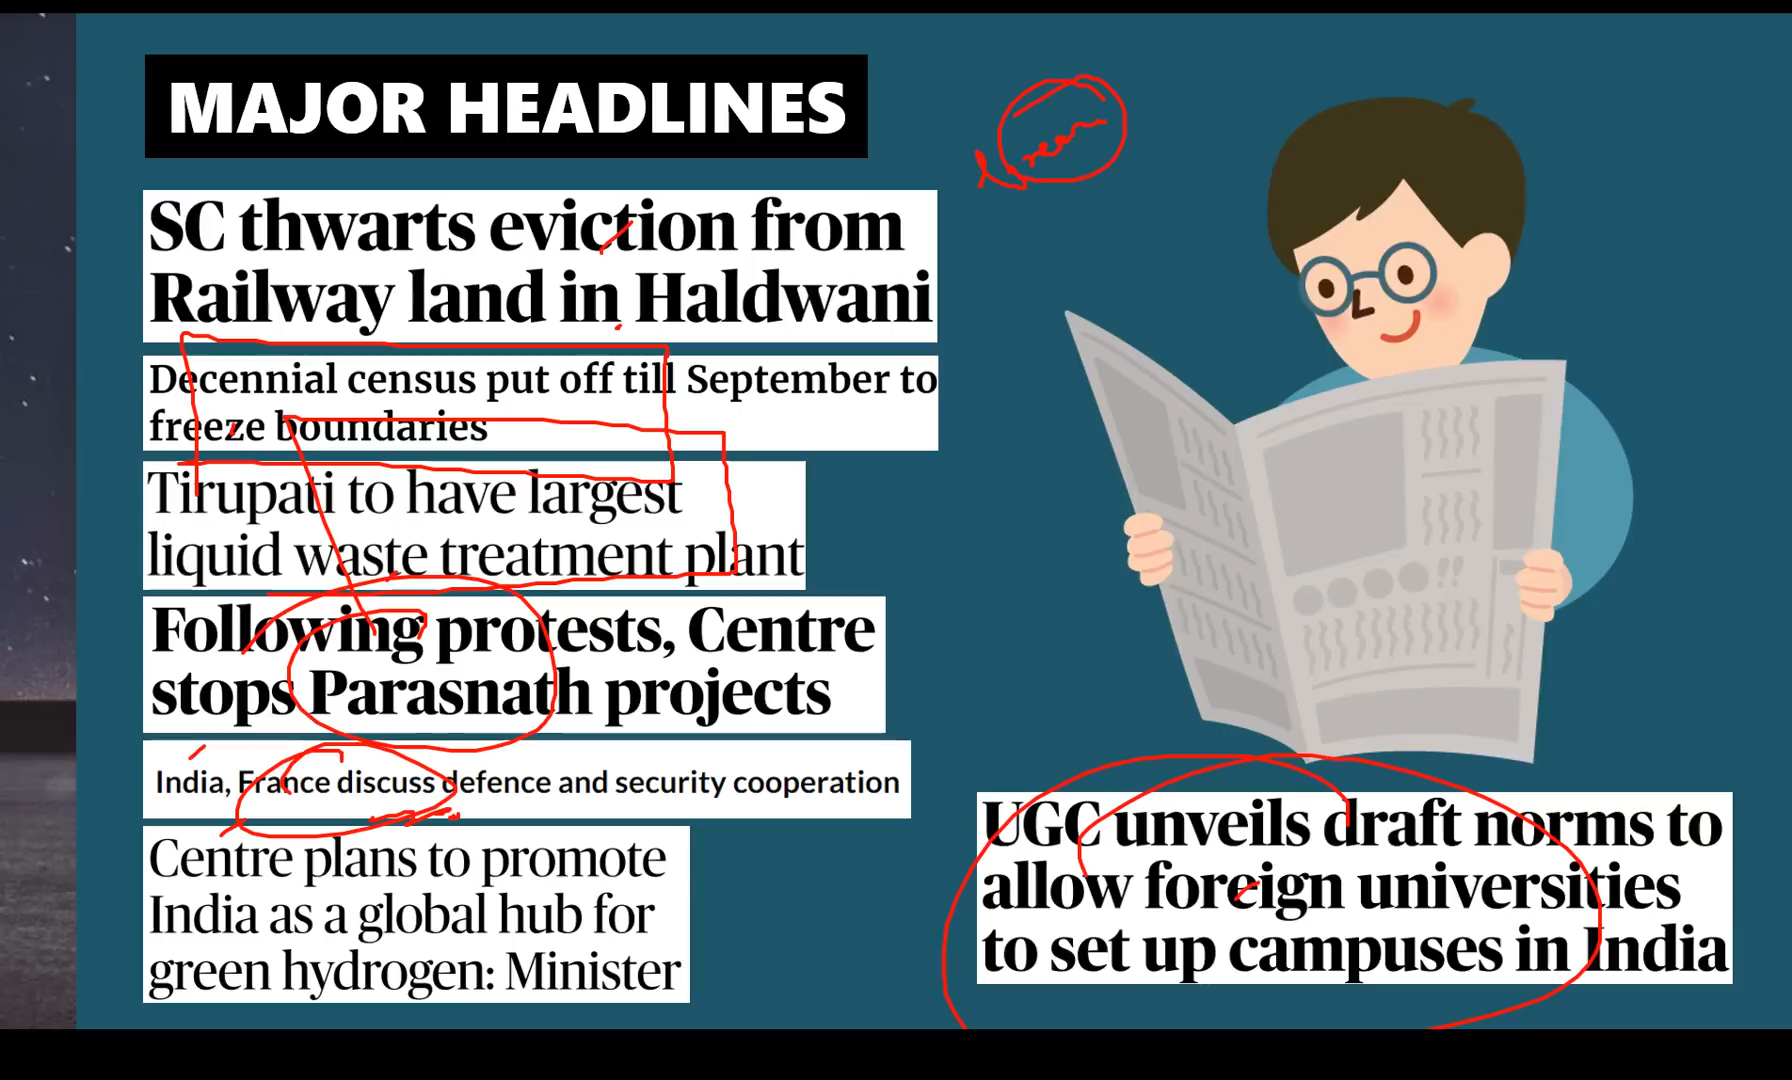 MAJOR HEADLINES
SC thwarts eviction from
Railway land in Haldwani
Decennial census put off till September to
freeze boundaries
Tirupati to have largest
liquid waste treatment plant
Following protests, Centre
stops Parasnath projects
India, France discuss defence and security cooperation
Centre plans to promote
India as a global hub for
green hydrogen: Minister
UGC unveils draft norms to
allow foreign universities
to set up campuses in India